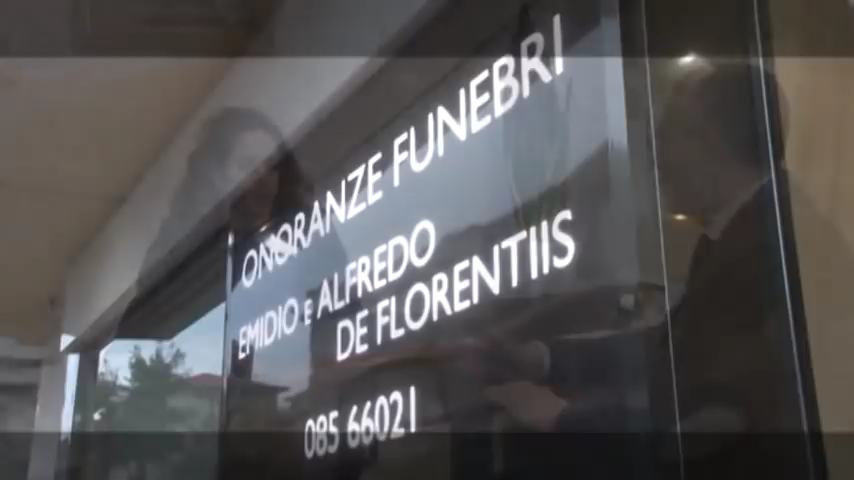 ONORANZE FUNEBRI
EMIDIO E ALFREDO
DE FLORENTIIS
085 66021